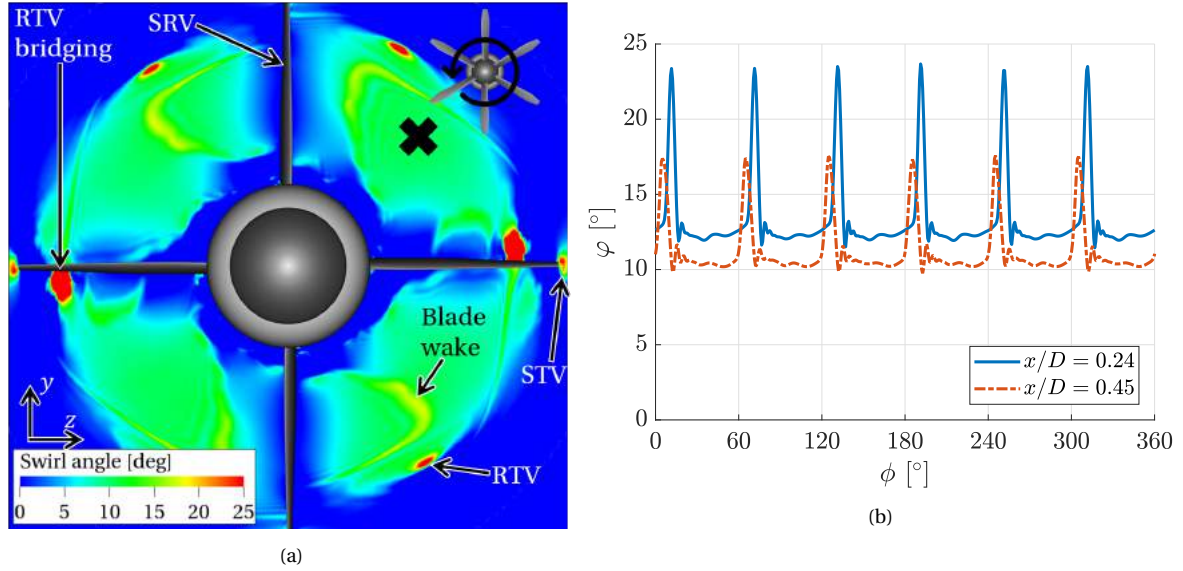 RTV
bridging
SRV
Blade
wake
STV
RTV
y
z
Swirl angle [deg]
0 5 10 15 20 25
(a)
25
20
15
10
5
0
φ [°]
x/D = 0.24
x/D = 0.45
0 60 120 180 240 300 360
ϕ [°]
(b)